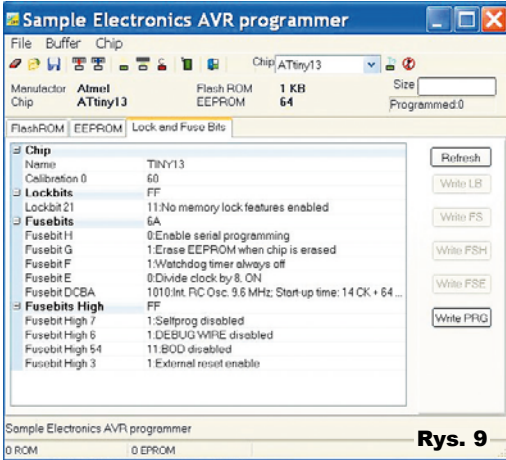 Sample Electronics AVR programmer
File Buffer Chip
Chip ATtiny13
Manufactor Atmel Flash ROM 1 KB Size
Chip ATtiny13 EEPROM 64 Programmed:0
FlashROM EEPROM Lock and Fuse Bits
Chip
Name TINY13
Calibration 0 60
Lockbits FF
Lockbit 21 11:No memory lock features enabled
Fusebits 6A
Fusebit H 0:Enable serial programming
Fusebit G 1:Erase EEPROM when chip is erased
Fusebit F 1:Watchdog timer always off
Fusebit E 0:Divide clock by 8, ON
Fusebit DCBA 1010:Int. RC Osc. 9.6 MHz; Start-up time: 14 CK + 64 ...
Fusebits High FF
Fusebit High 7 1:Selfprog disabled
Fusebit High 6 1:DEBUG WIRE disabled
Fusebit High 54 11:BOD disabled
Fusebit High 3 1:External reset enable
Refresh
Write LB
Write FS
Write FSH
Write FSE
Write PRG
Sample Electronics AVR programmer
0 ROM 0 EPROM
Rys. 9